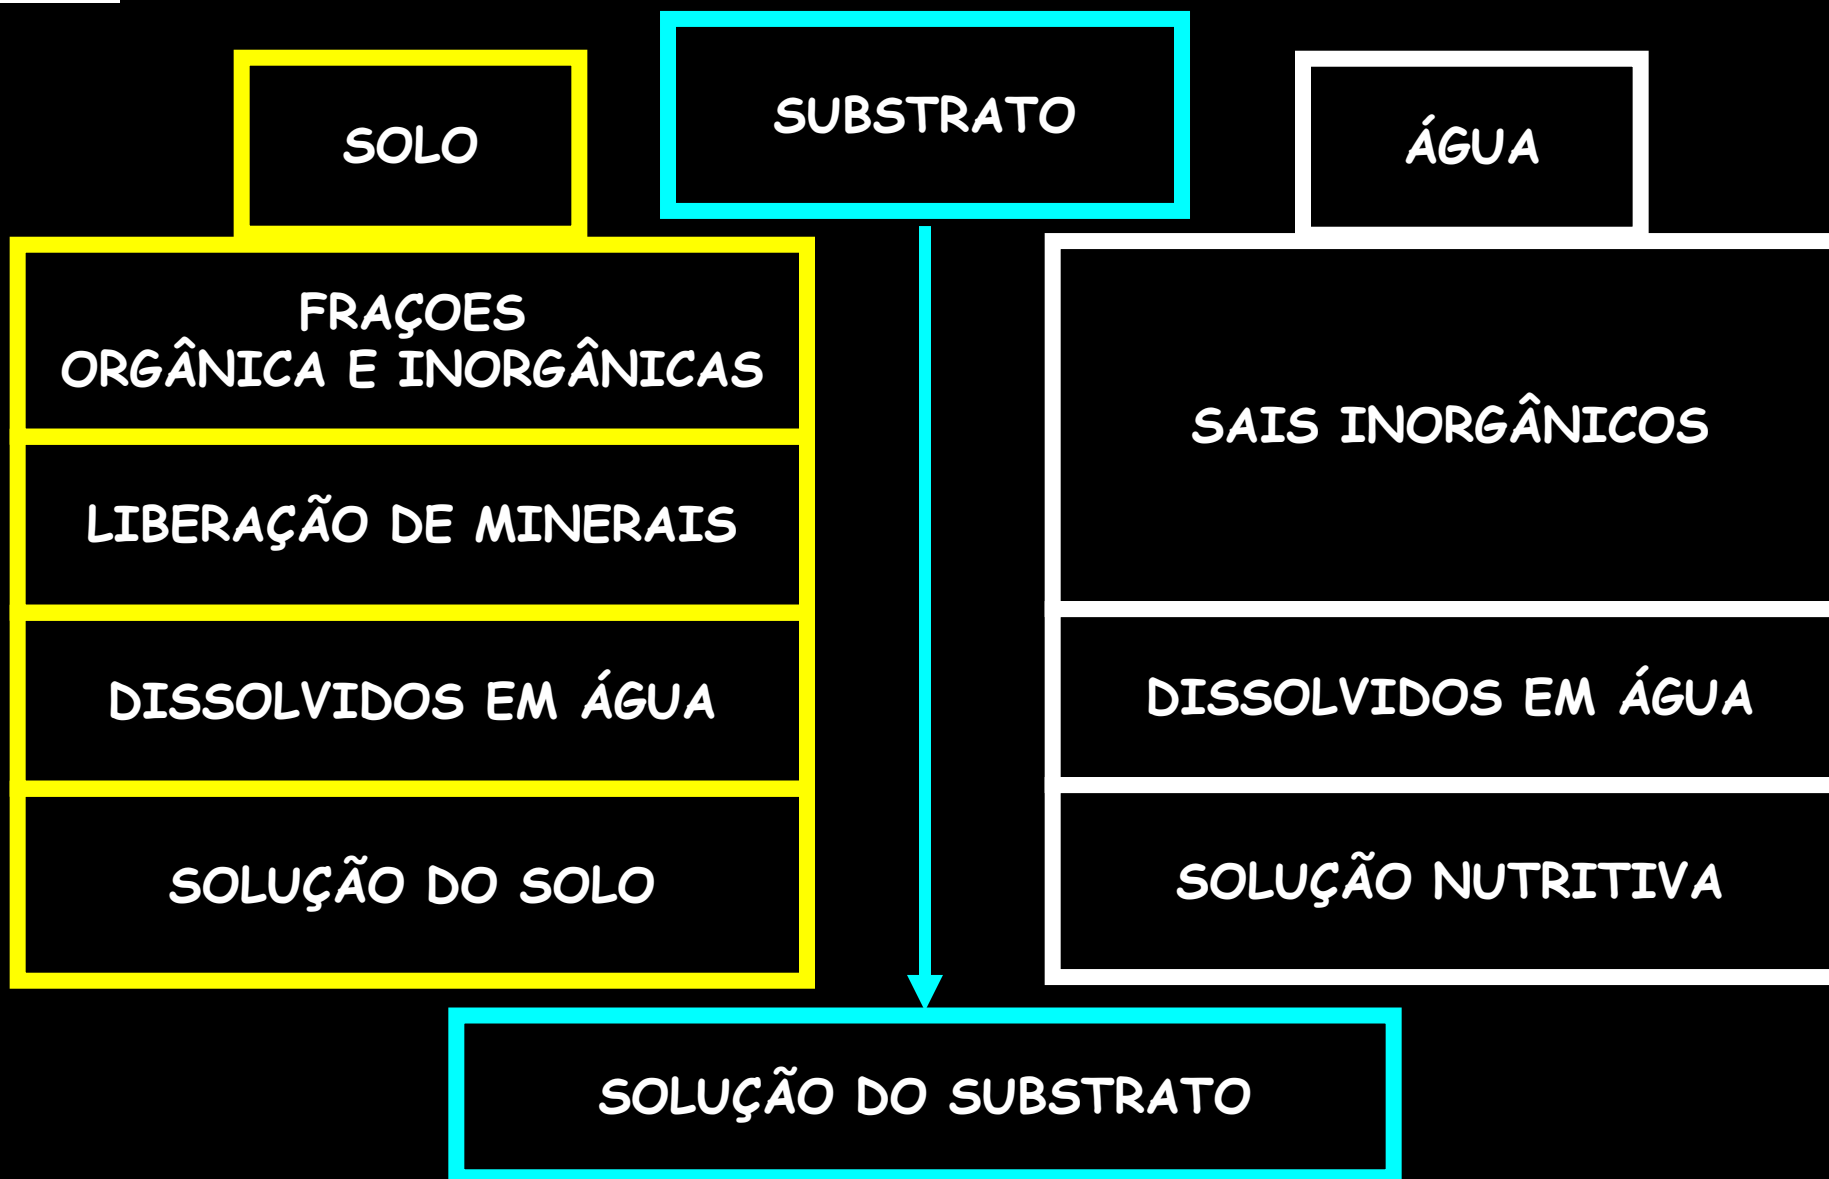 SUBSTRATO
SOLO
FRAÇOES
ORGÂNICA E INORGÂNICAS
LIBERAÇÃO DE MINERAIS
DISSOLVIDOS EM ÁGUA
SOLUÇÃO DO SOLO
ÁGUA
SAIS INORGÂNICOS
DISSOLVIDOS EM ÁGUA
SOLUÇÃO NUTRITIVA
SOLUÇÃO DO SUBSTRATO